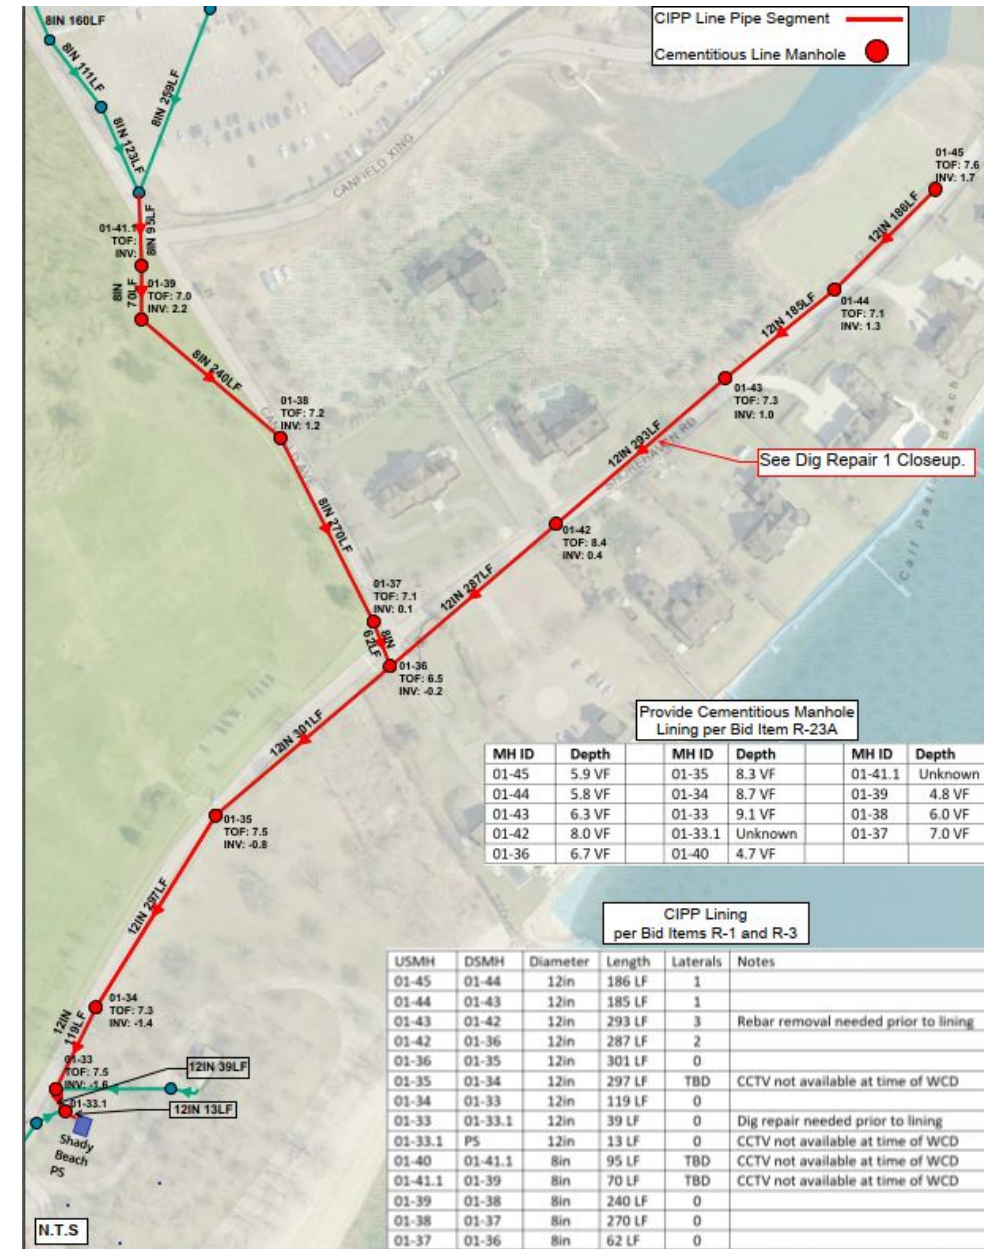 CIPP Line Pipe Segment
Cementitious Line Manhole
8IN 160LF
8IN 111LF
8IN 259LF
8IN 123LF
CANFIELD KING
01-45
TOF: 7.6
INV: 1.7
12IN 186LF
01-41.1
TOF:
INV:
8IN 95LF
01-39
TOF: 7.0
INV: 2.2
8IN
70LF
01-44
TOF: 7.1
INV: 1.3
12IN 185LF
8IN 240LF
01-43
TOF: 7.3
INV: 1.0
01-38
TOF: 7.2
INV: 1.2
CANFIELD AVE
12IN 293LF
SHOREHAVEN RD
See Dig Repair 1 Closeup.
Calf Pasture Beach
8IN 270LF
01-42
TOF: 8.4
INV: 0.4
12IN 287LF
01-37
TOF: 7.1
INV: 0.1
8IN
62LF
01-36
TOF: 6.5
INV: -0.2
12IN 301LF
Provide Cementitious Manhole
Lining per Bid Item R-23A
MH ID Depth MH ID Depth MH ID Depth
01-45 5.9 VF 01-35 8.3 VF 01-41.1 Unknown
01-44 5.8 VF 01-34 8.7 VF 01-39 4.8 VF
01-43 6.3 VF 01-33 9.1 VF 01-38 6.0 VF
01-42 8.0 VF 01-33.1 Unknown 01-37 7.0 VF
01-36 6.7 VF 01-40 4.7 VF
01-35
TOF: 7.5
INV: -0.8
12IN 297LF
CIPP Lining
per Bid Items R-1 and R-3
USMH DSMH Diameter Length Laterals Notes
01-45 01-44 12in 186 LF 1
01-44 01-43 12in 185 LF 1
01-43 01-42 12in 293 LF 3 Rebar removal needed prior to lining
01-42 01-36 12in 287 LF 2
01-36 01-35 12in 301 LF 0
01-35 01-34 12in 297 LF TBD CCTV not available at time of WCD
01-34 01-33 12in 119 LF 0
01-33 01-33.1 12in 39 LF 0 Dig repair needed prior to lining
01-33.1 PS 12in 13 LF 0 CCTV not available at time of WCD
01-40 01-41.1 8in 95 LF TBD CCTV not available at time of WCD
01-41.1 01-39 8in 70 LF TBD CCTV not available at time of WCD
01-39 01-38 8in 240 LF 0
01-38 01-37 8in 270 LF 0
01-37 01-36 8in 62 LF 0
01-34
TOF: 7.3
INV: -1.4
12IN
119LF
01-33
TOF: 7.5
INV: -1.6
12IN 39LF
01-33.1
12IN 13LF
Shady
Beach
PS
N.T.S